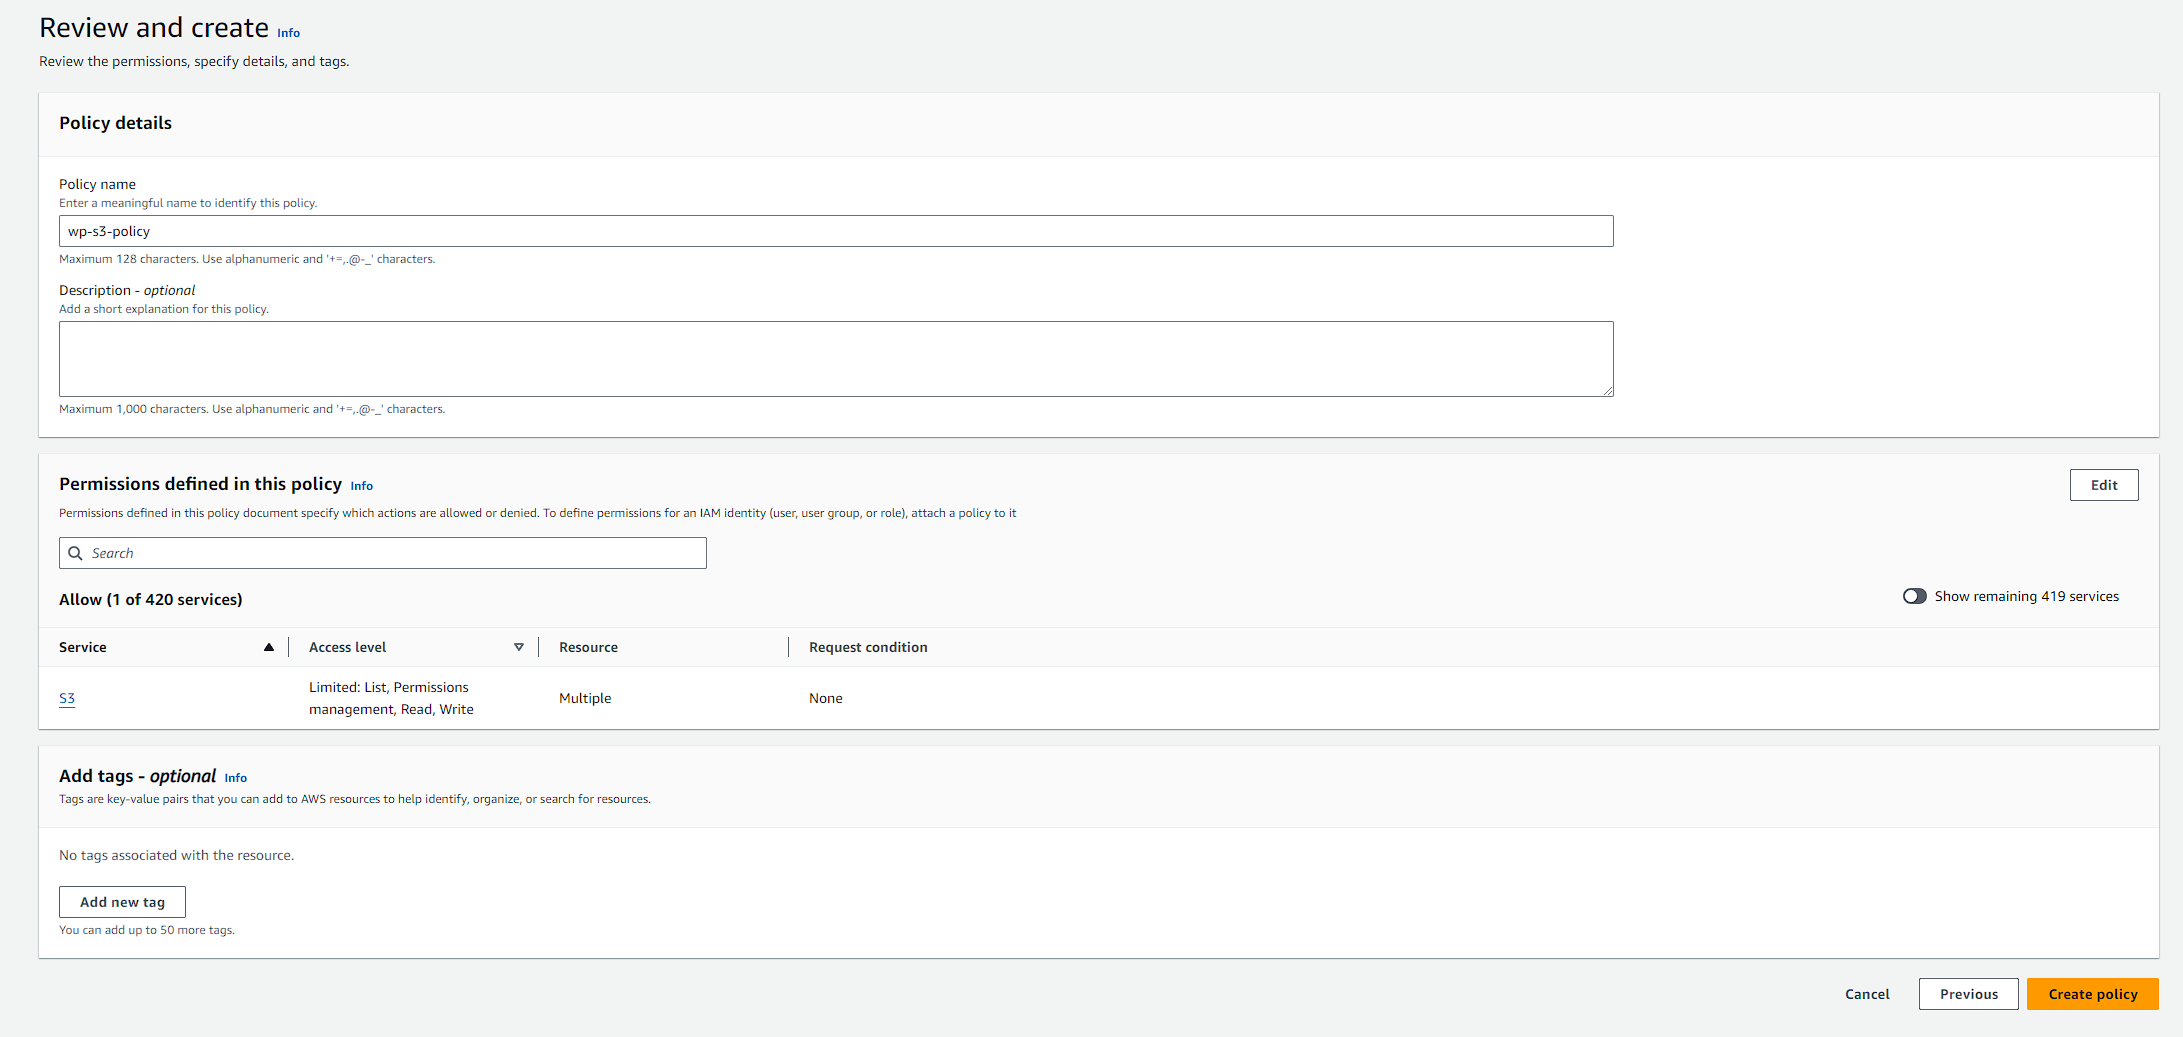 Review and create Info
Review the permissions, specify details, and tags.
Policy details
Policy name
Enter a meaningful name to identify this policy.
wp-s3-policy
Maximum 128 characters. Use alphanumeric and '+=,.@-_' characters.
Description - optional
Add a short explanation for this policy.
Maximum 1,000 characters. Use alphanumeric and '+=,.@-_' characters.
Permissions defined in this policy Info
Edit
Permissions defined in this policy document specify which actions are allowed or denied. To define permissions for an IAM identity (user, user group, or role), attach a policy to it
Search
Allow (1 of 420 services)
Show remaining 419 services
Service Access level Resource Request condition
S3 Limited: List, Permissions management, Read, Write Multiple None
Add tags - optional Info
Tags are key-value pairs that you can add to AWS resources to help identify, organize, or search for resources.
No tags associated with the resource.
Add new tag
You can add up to 50 more tags.
Cancel Previous Create policy